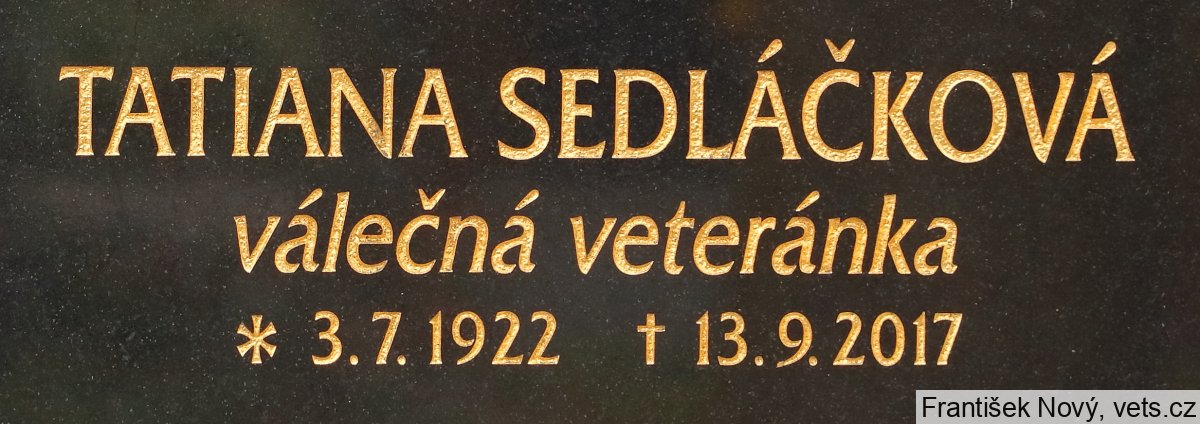 TATIANA SEDLÁČKOVÁ
válečná veteránka
* 3.7.1922 † 13.9.2017
František Nový, vets.cz